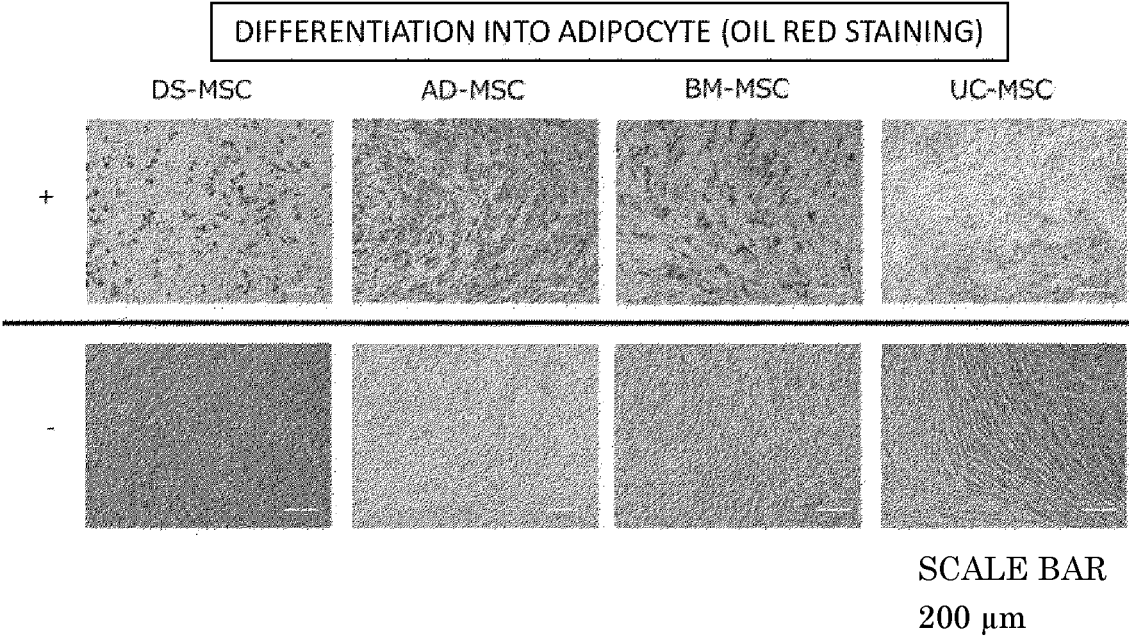 DIFFERENTIATION INTO ADIPOCYTE (OIL RED STAINING)
DS-MSC AD-MSC BM-MSC UC-MSC
+
-
SCALE BAR
200 µm